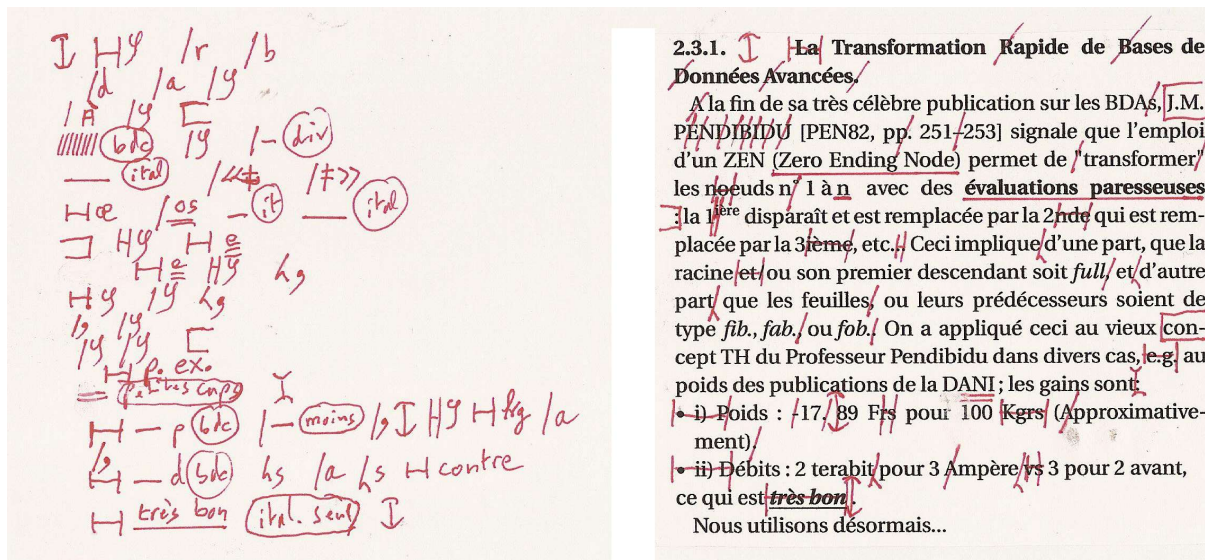 /r /b
/d /a
/À
bdc /– div
ital
/«  /»
œ /os – it — ital
e
e , s
, s
,
p. ex.
petites caps
– p bdc /– moins /, kg /a
/, – d bdc s /a s contre
très bon ital. seul
2.3.1. La Transformation Rapide de Bases de
Données Avancées.
A la fin de sa très célèbre publication sur les BDAs, J.M.
PENDIBIDU [PEN82, pp. 251–253] signale que l'emploi
d'un ZEN (Zero Ending Node) permet de "transformer"
les noeuds n° 1 à n avec des évaluations paresseuses
: la 1ière disparaît et est remplacée par la 2nde qui est rem-
placée par la 3ième, etc... Ceci implique d'une part, que la
racine et/ou son premier descendant soit full, et d'autre
part que les feuilles, ou leurs prédécesseurs soient de
type fib., fab., ou fob.. On a appliqué ceci au vieux con-
cept TH du Professeur Pendibidu dans divers cas, e.g. au
poids des publications de la DANI ; les gains sont:
• i) Poids : -17. 89 Frs pour 100 Kgrs (Approximative-
ment).
• ii) Débits : 2 terabit pour 3 Ampère vs 3 pour 2 avant,
ce qui est très bon .
Nous utilisons désormais...